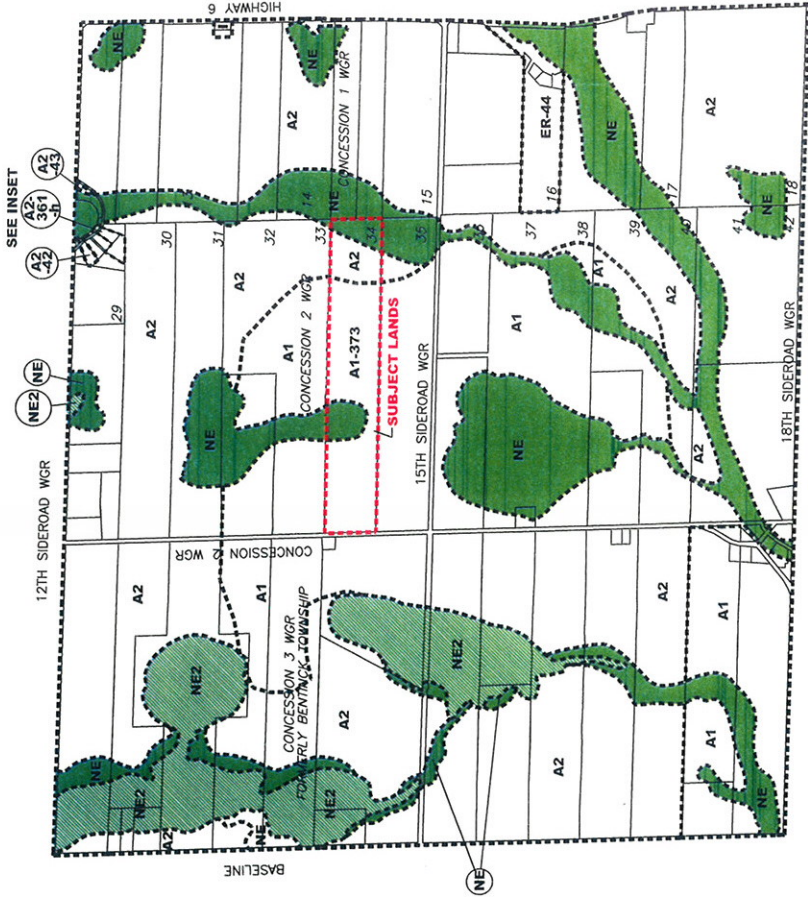 HIGHWAY 6
SEE INSET
A2-42
A2-361-h
A2-43
NE
NE
A2
CONCESSION 1 WGR
NE
14
15
ER-44
16
NE
A2
17
NE
18
29
30
31
32
33
34
35
36
37
38
39
40
41
42
NE2
NE
A2
A2
A1
CONCESSION 2 WGR
A2
A1-373
SUBJECT LANDS
NE
A1
A1
A2
NE
A2
12TH SIDEROAD WGR
15TH SIDEROAD WGR
18TH SIDEROAD WGR
CONCESSION 2 WGR
A2
A1
NE2
CONCESSION 3 WGR
FORMERLY BENTINCK TOWNSHIP
A2
NE2
A2
A1
NE
NE2
NE2
A2
NE
A2
A1
NE
NE
BASELINE